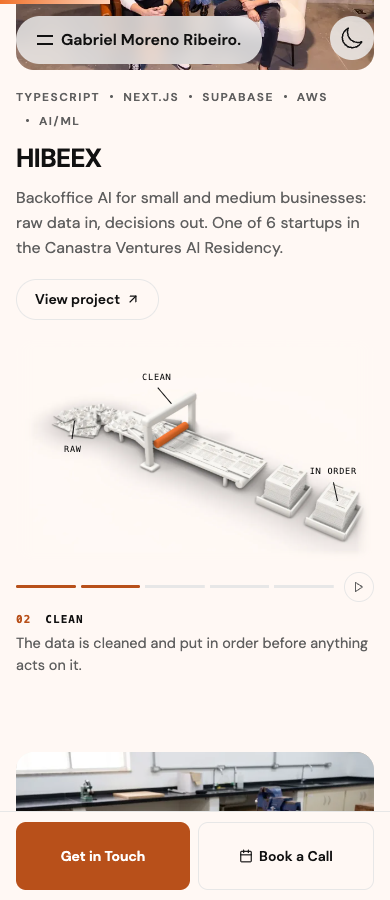 Gabriel Moreno Ribeiro.
TYPESCRIPT • NEXT.JS • SUPABASE • AWS
• AI/ML
HIBEEX
Backoffice AI for small and medium businesses:
raw data in, decisions out. One of 6 startups in
the Canastra Ventures AI Residency.
View project
CLEAN
RAW
IN ORDER
02 CLEAN
The data is cleaned and put in order before anything
acts on it.
Get in Touch
Book a Call